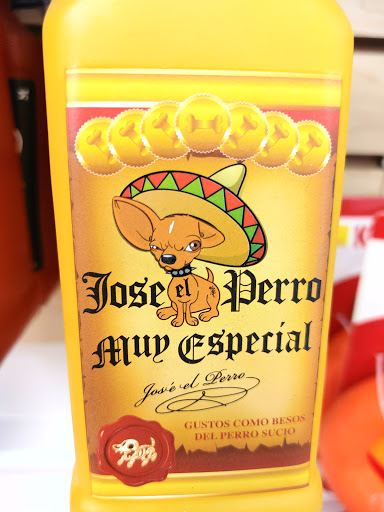 Jose el Perro
Muy Especial
José el Perro
GUSTOS COMO BESOS
DEL PERRO SUCIO